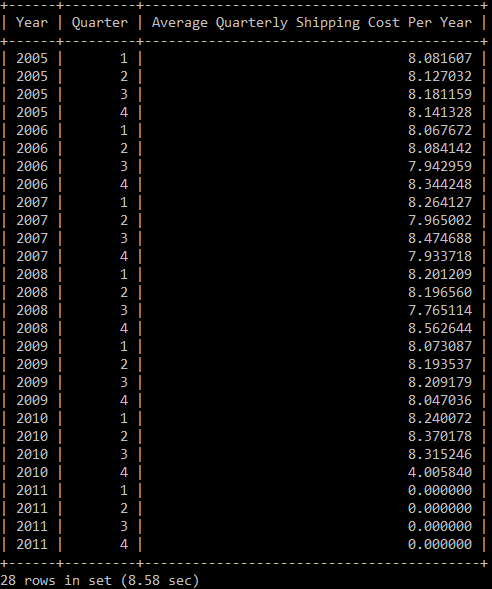 +------+---------+-----------------------------------------+
| Year | Quarter | Average Quarterly Shipping Cost Per Year |
+------+---------+-----------------------------------------+
| 2005 | 1 | 8.081607 |
| 2005 | 2 | 8.127032 |
| 2005 | 3 | 8.181159 |
| 2005 | 4 | 8.141328 |
| 2006 | 1 | 8.067672 |
| 2006 | 2 | 8.084142 |
| 2006 | 3 | 7.942959 |
| 2006 | 4 | 8.344248 |
| 2007 | 1 | 8.264127 |
| 2007 | 2 | 7.965002 |
| 2007 | 3 | 8.474688 |
| 2007 | 4 | 7.933718 |
| 2008 | 1 | 8.201209 |
| 2008 | 2 | 8.196560 |
| 2008 | 3 | 7.765114 |
| 2008 | 4 | 8.562644 |
| 2009 | 1 | 8.073087 |
| 2009 | 2 | 8.193537 |
| 2009 | 3 | 8.209179 |
| 2009 | 4 | 8.047036 |
| 2010 | 1 | 8.240072 |
| 2010 | 2 | 8.370178 |
| 2010 | 3 | 8.315246 |
| 2010 | 4 | 4.005840 |
| 2011 | 1 | 0.000000 |
| 2011 | 2 | 0.000000 |
| 2011 | 3 | 0.000000 |
| 2011 | 4 | 0.000000 |
+------+---------+-----------------------------------------+
28 rows in set (8.58 sec)